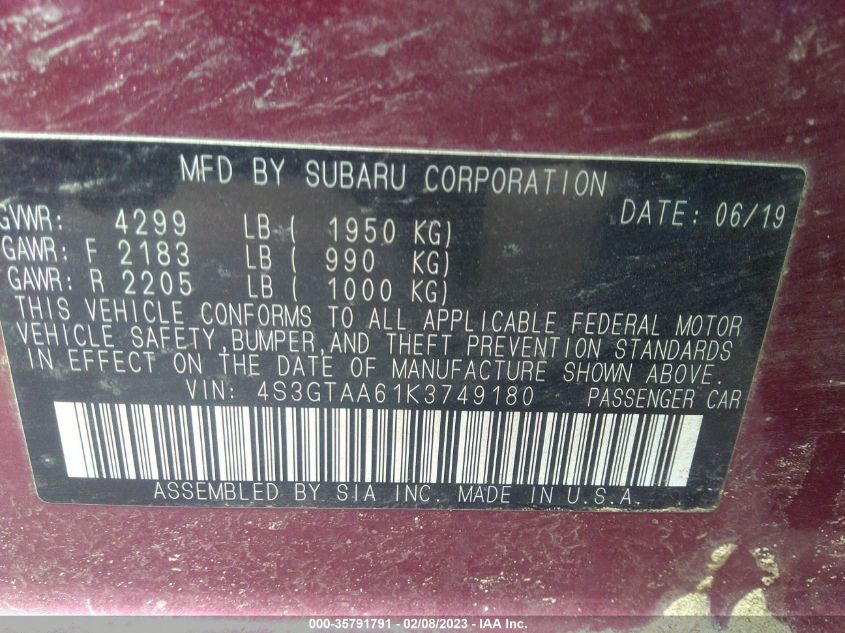 MFD BY SUBARU CORPORATION
DATE: 06/19
GVWR: 4299 LB ( 1950 KG)
GAWR: F 2183 LB ( 990 KG)
GAWR: R 2205 LB ( 1000 KG)
THIS VEHICLE CONFORMS TO ALL APPLICABLE FEDERAL MOTOR
VEHICLE SAFETY,BUMPER,AND THEFT PREVENTION STANDARDS
IN EFFECT ON THE DATE OF MANUFACTURE SHOWN ABOVE.
VIN: 4S3GTAA61K3749180 PASSENGER CAR
ASSEMBLED BY SIA INC. MADE IN U.S.A.
000-35791791 - 02/08/2023 - IAA Inc.